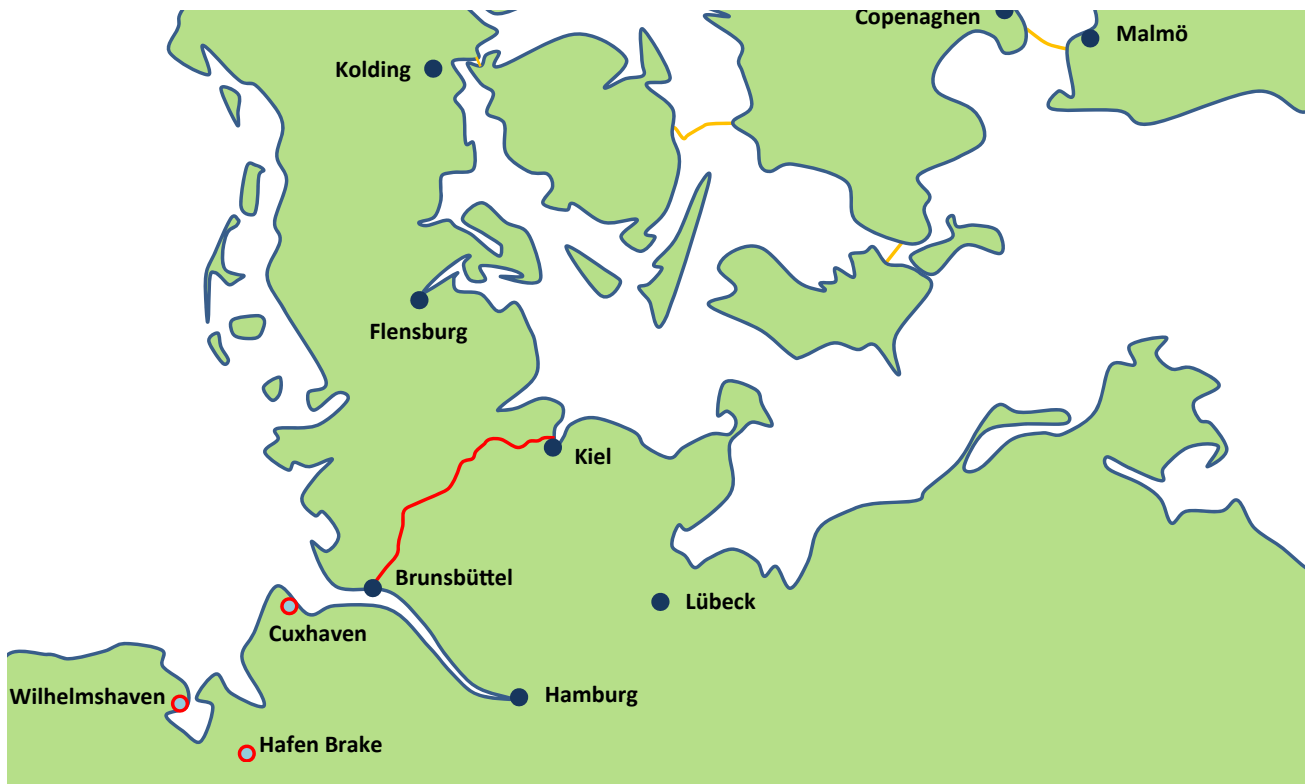 Copenaghen
Malmö
Kolding
Flensburg
Kiel
Brunsbüttel
Lübeck
Cuxhaven
Wilhelmshaven
Hamburg
Hafen Brake